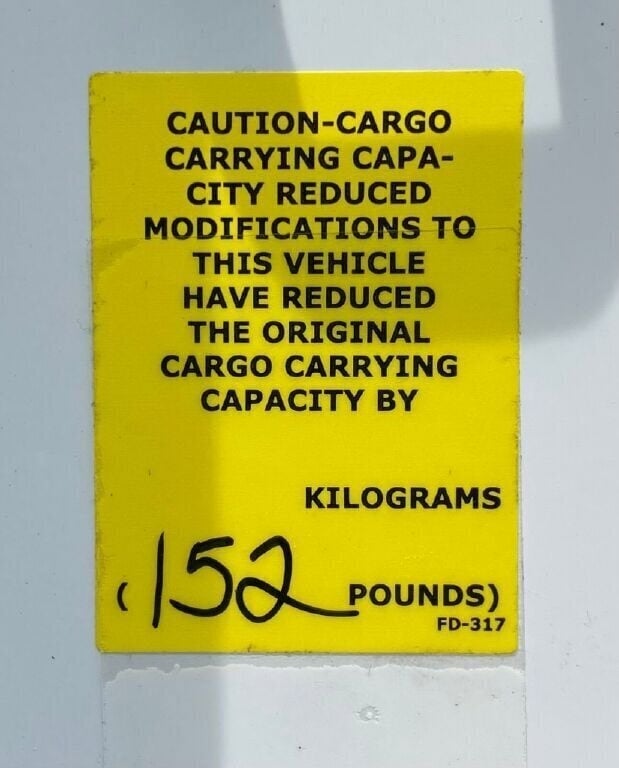 CAUTION-CARGO
CARRYING CAPA-
CITY REDUCED
MODIFICATIONS TO
THIS VEHICLE
HAVE REDUCED
THE ORIGINAL
CARGO CARRYING
CAPACITY BY
KILOGRAMS
(152 POUNDS)
FD-317